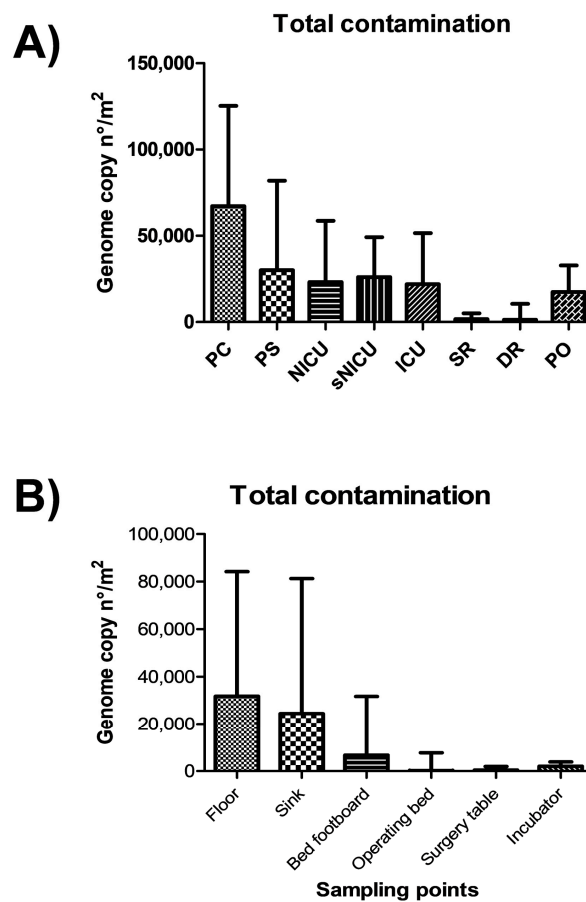 A)
Total contamination
Genome copy n°/m²
150,000
100,000
50,000
0
PC
PS
NICU
sNICU
ICU
SR
DR
PO
B)
Total contamination
Genome copy n°/m²
100,000
80,000
60,000
40,000
20,000
0
Floor
Sink
Bed footboard
Operating bed
Surgery table
Incubator
Sampling points